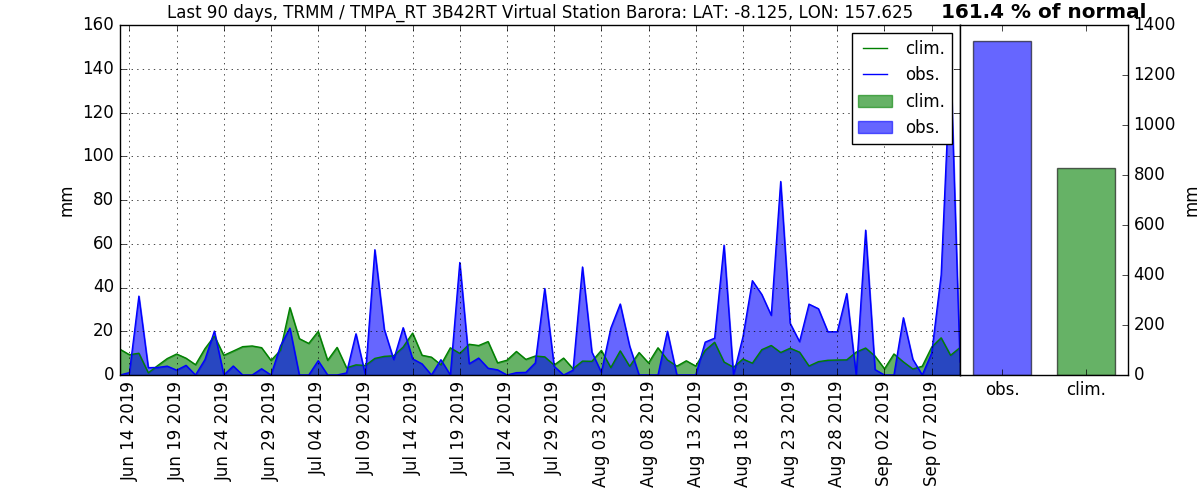 Last 90 days, TRMM / TMPA_RT 3B42RT Virtual Station Barora: LAT: -8.125, LON: 157.625
161.4 % of normal
160
140
120
100
80
60
40
20
0
mm
clim.
obs.
clim.
obs.
1400
1200
1000
800
600
400
200
0
mm
Jun 14 2019
Jun 19 2019
Jun 24 2019
Jun 29 2019
Jul 04 2019
Jul 09 2019
Jul 14 2019
Jul 19 2019
Jul 24 2019
Jul 29 2019
Aug 03 2019
Aug 08 2019
Aug 13 2019
Aug 18 2019
Aug 23 2019
Aug 28 2019
Sep 02 2019
Sep 07 2019
obs.
clim.